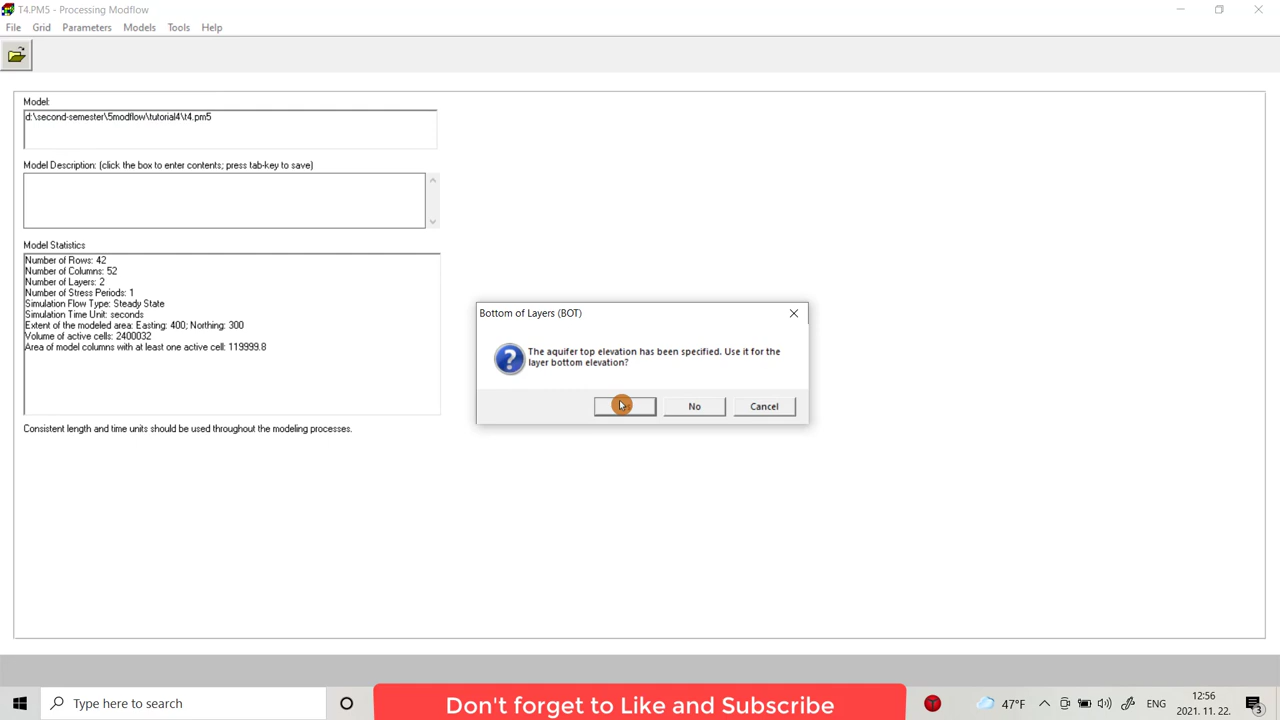 T4.PM5 - Processing Modflow
File Grid Parameters Models Tools Help
Model:
d:\second-semester\5modflow\tutorial4\t4.pm5
Model Description: (click the box to enter contents; press tab-key to save)
Model Statistics
Number of Rows: 42
Number of Columns: 52
Number of Layers: 2
Number of Stress Periods: 1
Simulation Flow Type: Steady State
Simulation Time Unit: seconds
Extent of the modeled area: Easting: 400; Northing: 300
Volume of active cells: 2400032
Area of model columns with at least one active cell: 119999.8
Consistent length and time units should be used throughout the modeling processes.
Bottom of Layers (BOT)
The aquifer top elevation has been specified. Use it for the
layer bottom elevation?
No Cancel
Don't forget to Like and Subscribe
Type here to search
47°F
ENG
12:56
2021. 11. 22.
3